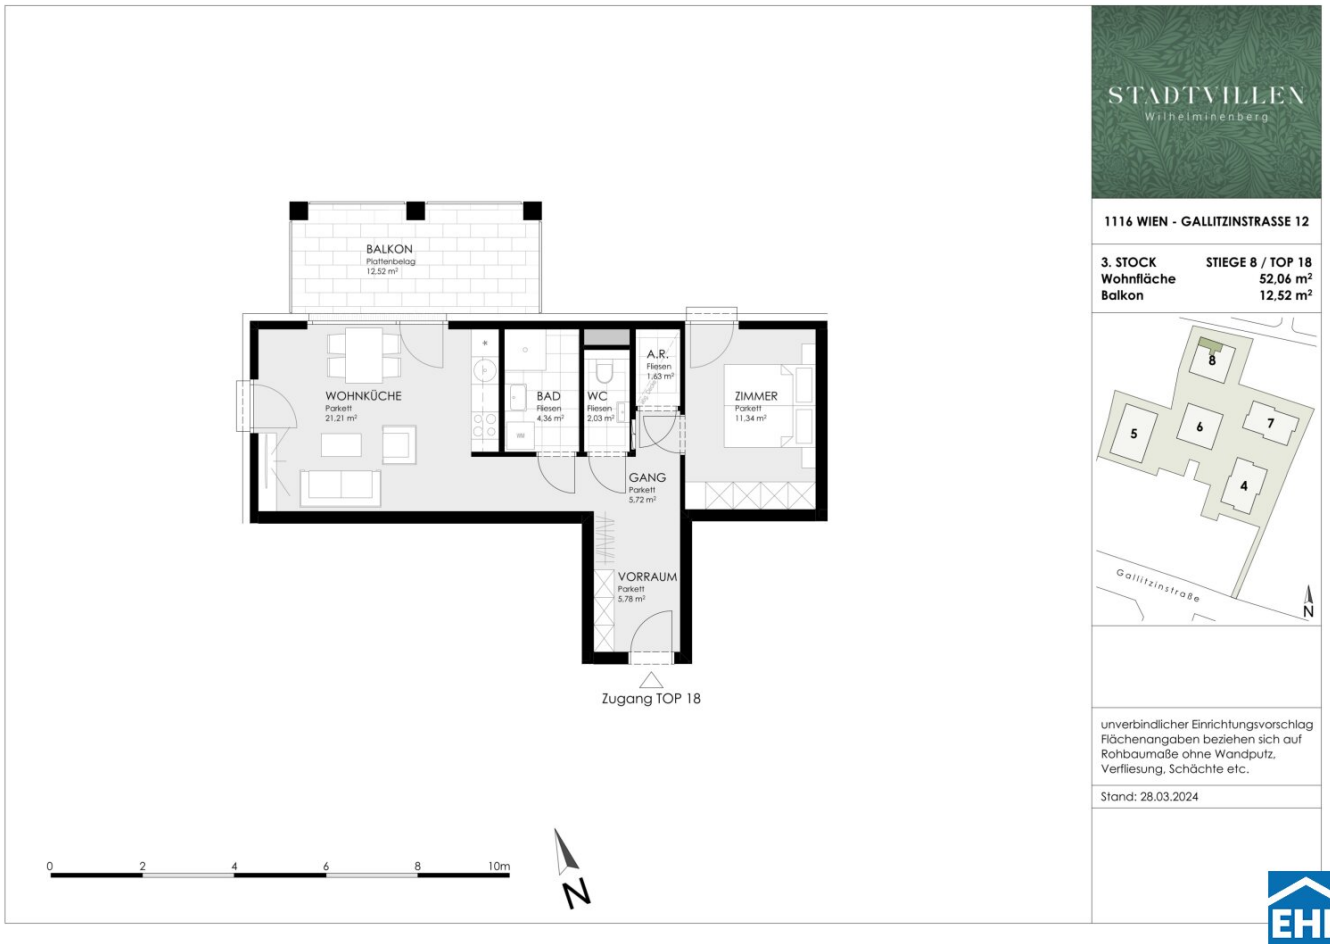 STADTVILLEN
Wilhelminenberg
1116 WIEN - GALLITZINSTRASSE 12
3. STOCK STIEGE 8 / TOP 18
Wohnfläche 52,06 m²
Balkon 12,52 m²
8
7
6
5
4
Gallitzinstraße
N
BALKON
Plattenbelag
12,52 m²
WOHNKÜCHE
Parkett
21,21 m²
BAD
Fliesen
4,36 m²
WC
Fliesen
2,03 m²
A.R.
Fliesen
1,63 m²
ZIMMER
Parkett
11,34 m²
GANG
Parkett
5,72 m²
VORRAUM
Parkett
5,78 m²
Zugang TOP 18
unverbindlicher Einrichtungsvorschlag
Flächenangaben beziehen sich auf
Rohbaumaße ohne Wandputz,
Verfliesung, Schächte etc.
Stand: 28.03.2024
0 2 4 6 8 10m
N
EHL